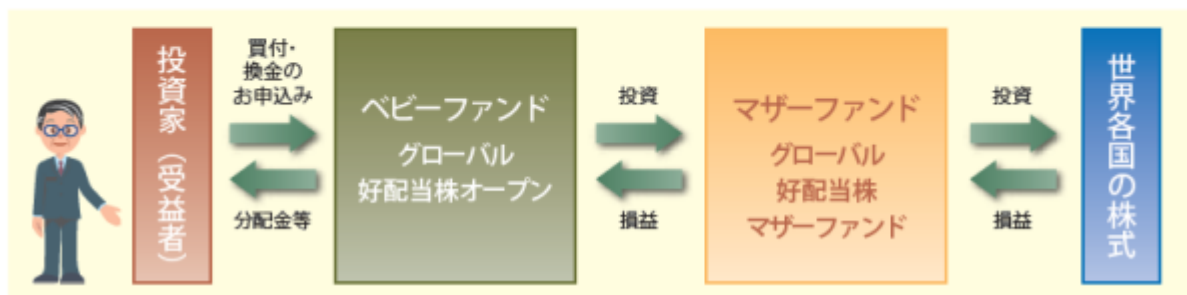 投資家（受益者）
買付・
換金の
お申込み
分配金等
ベビーファンド
グローバル
好配当株オープン
投資
損益
マザーファンド
グローバル
好配当株
マザーファンド
投資
損益
世界各国の株式